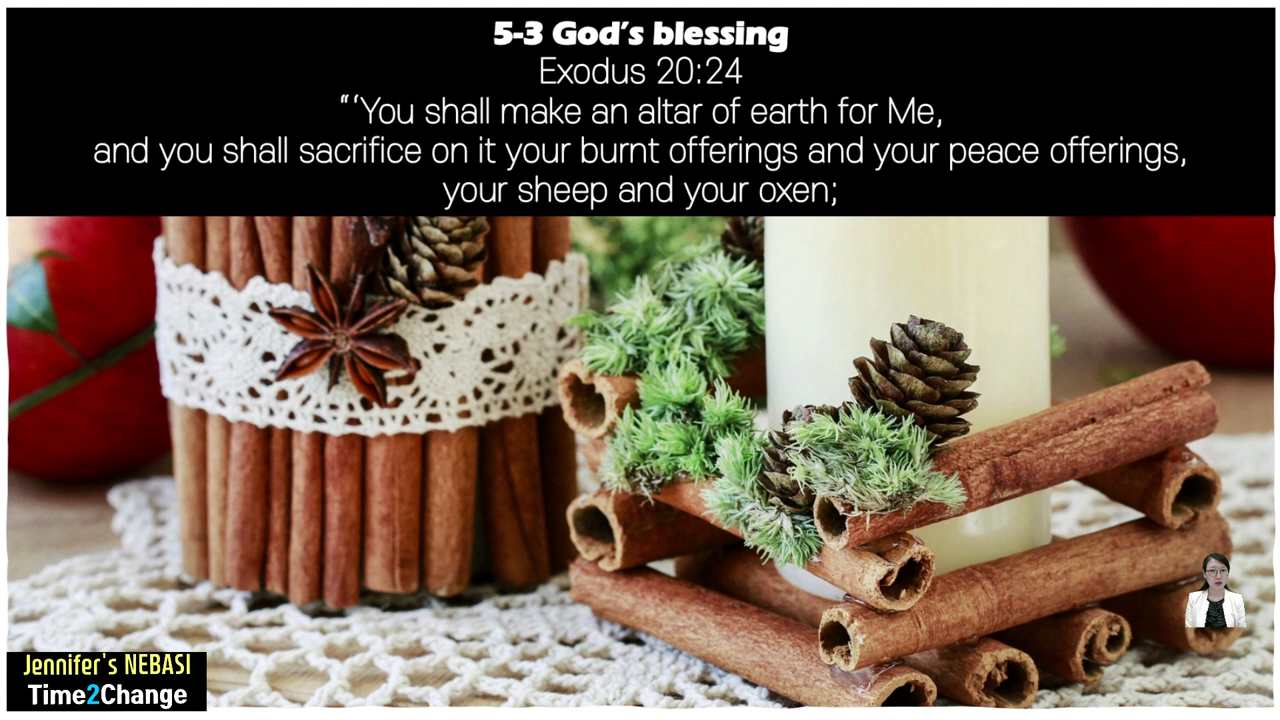 5-3 God's blessing
Exodus 20:24
“‘You shall make an altar of earth for Me,
and you shall sacrifice on it your burnt offerings and your peace offerings,
your sheep and your oxen;
Jennifer's NEBASI
Time2Change